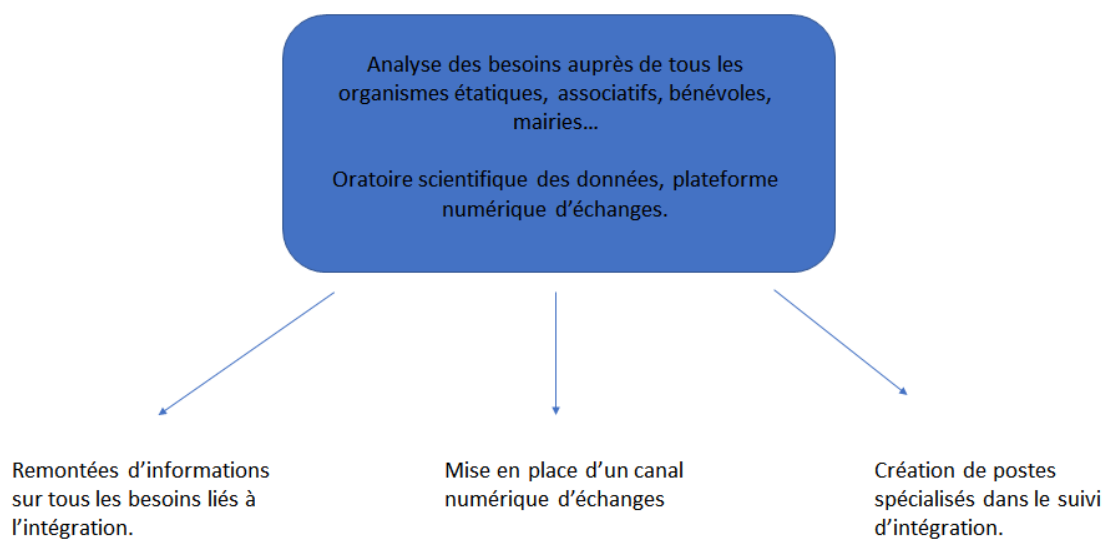 Analyse des besoins auprès de tous les
organismes étatiques, associatifs, bénévoles,
mairies…
Oratoire scientifique des données, plateforme
numérique d’échanges.
Remontées d’informations
sur tous les besoins liés à
l’intégration.
Mise en place d’un canal
numérique d’échanges
Création de postes
spécialisés dans le suivi
d’intégration.